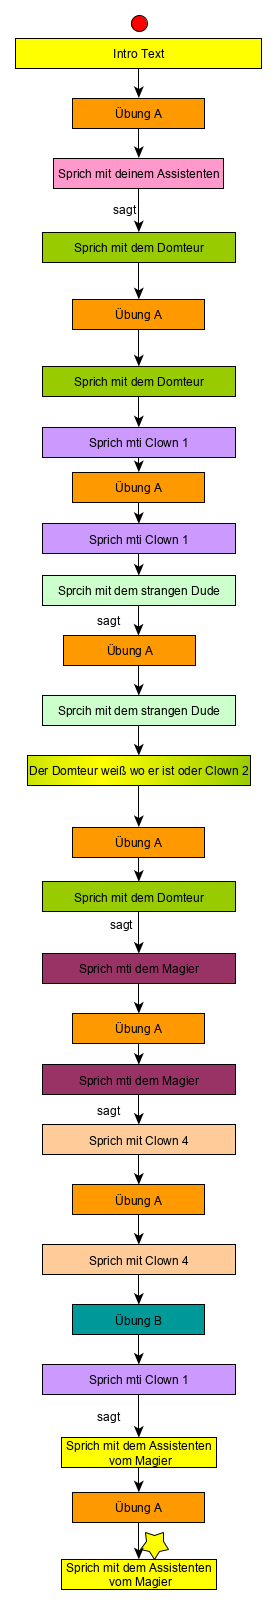 Intro Text
Übung A
Sprich mit deinem Assistenten
sagt
Sprich mit dem Domteur
Übung A
Sprich mit dem Domteur
Sprich mti Clown 1
Übung A
Sprich mti Clown 1
Sprcih mit dem strangen Dude
sagt
Übung A
Sprcih mit dem strangen Dude
Der Domteur weiß wo er ist oder Clown 2
Übung A
Sprich mit dem Domteur
sagt
Sprich mti dem Magier
Übung A
Sprich mti dem Magier
sagt
Sprich mit Clown 4
Übung A
Sprich mit Clown 4
Übung B
Sprich mti Clown 1
sagt
Sprich mit dem Assistenten
vom Magier
Übung A
Sprich mit dem Assistenten
vom Magier